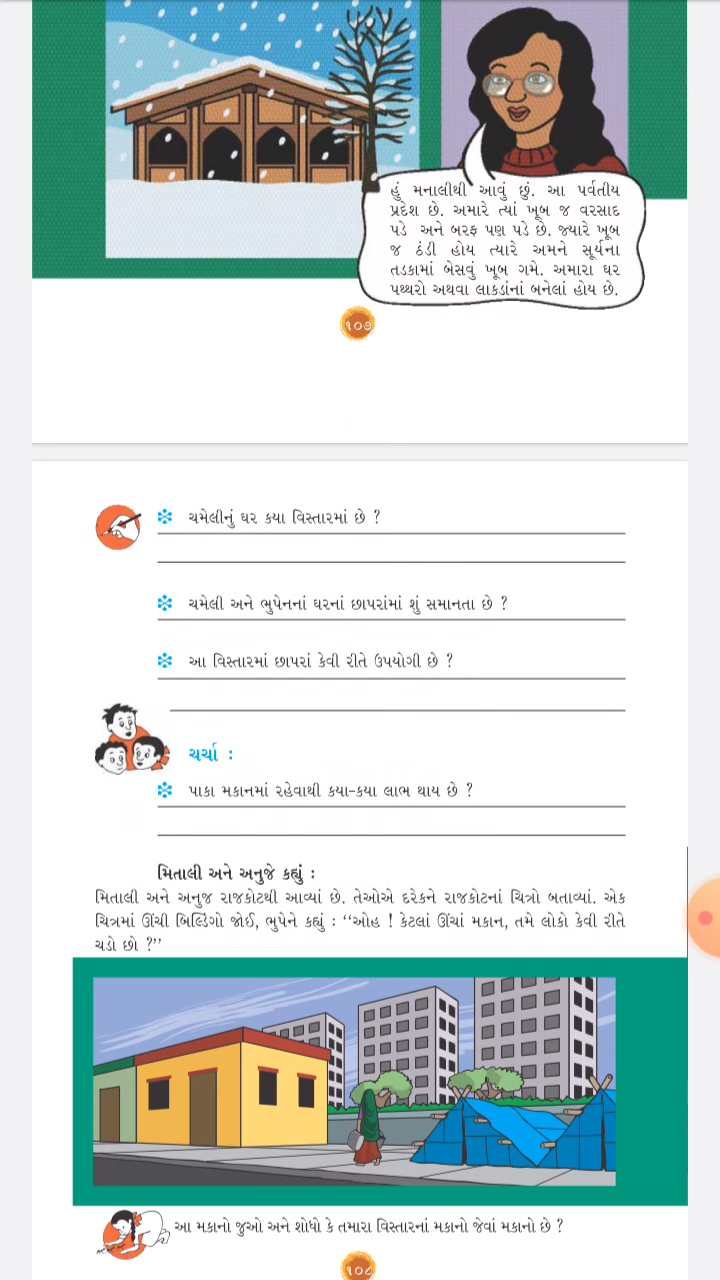 હું મનાલીથી આવું છું. આ પર્વતીય
પ્રદેશ છે. અમારે ત્યાં ખૂબ જ વરસાદ
પડે અને બરફ પણ પડે છે. જ્યારે ખૂબ
જ ઠંડી હોય ત્યારે અમને સૂર્યના
તડકામાં બેસવું ખૂબ ગમે. અમારા ઘર
પથ્થરો અથવા લાકડાંનાં બનેલાં હોય છે.
૧૦૭
ચમેલીનું ઘર કયા વિસ્તારમાં છે ?
ચમેલી અને ભુપેનનાં ઘરનાં છાપરાંમાં શું સમાનતા છે ?
આ વિસ્તારમાં છાપરાં કેવી રીતે ઉપયોગી છે ?
ચર્ચા :
પાકા મકાનમાં રહેવાથી કયા-કયા લાભ થાય છે ?
મિતાલી અને અનુજે કહ્યું :
મિતાલી અને અનુજ રાજકોટથી આવ્યાં છે. તેઓએ દરેકને રાજકોટનાં ચિત્રો બતાવ્યાં. એક
ચિત્રમાં ઊંચી બિલ્ડિંગો જોઈ, ભુપેને કહ્યું : ‘‘ઓહ ! કેટલાં ઊંચાં મકાન, તમે લોકો કેવી રીતે
ચડો છો ?’’
આ મકાનો જુઓ અને શોધો કે તમારા વિસ્તારનાં મકાનો જેવાં મકાનો છે ?
૧૦૮